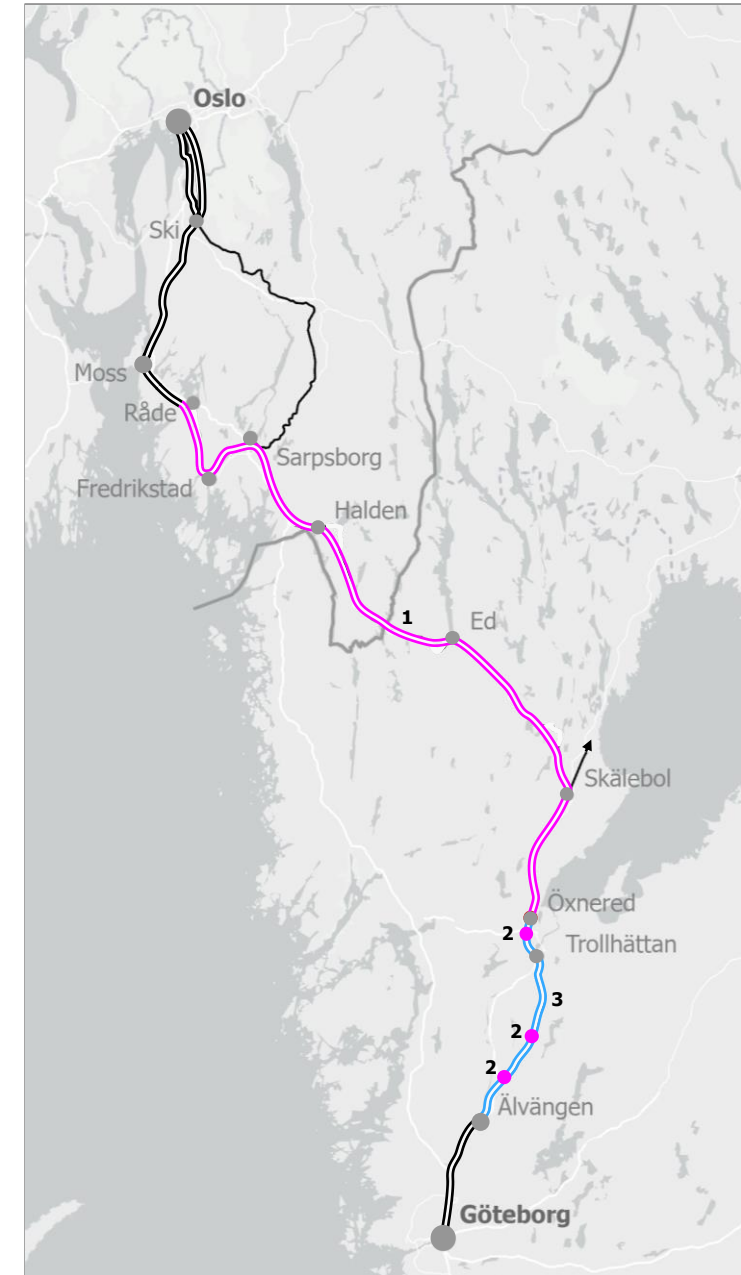 Oslo
Ski
Moss
Råde
Sarpsborg
Fredrikstad
Halden
1
Ed
Skälebol
Öxnered
2
Trollhättan
3
2
2
Älvängen
Göteborg